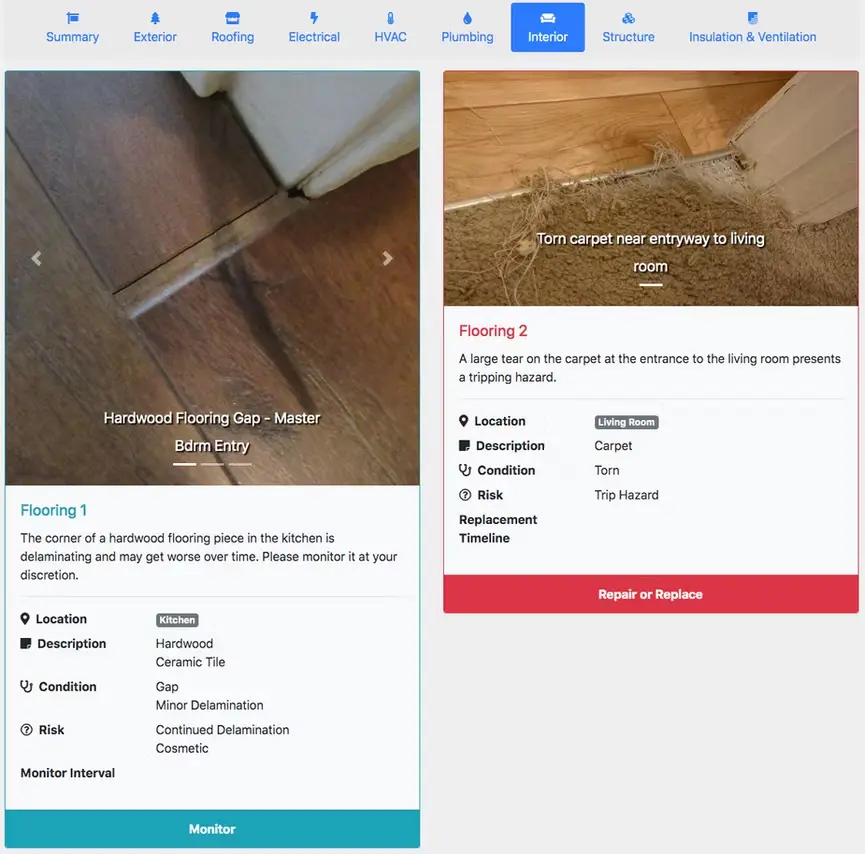 Summary
Exterior
Roofing
Electrical
HVAC
Plumbing
Interior
Structure
Insulation & Ventilation
Hardwood Flooring Gap - Master
Bdrm Entry
Flooring 1
The corner of a hardwood flooring piece in the kitchen is
delaminating and may get worse over time. Please monitor it at your
discretion.
Location Kitchen
Description Hardwood
Ceramic Tile
Condition Gap
Minor Delamination
Risk Continued Delamination
Cosmetic
Monitor Interval
Monitor
Torn carpet near entryway to living
room
Flooring 2
A large tear on the carpet at the entrance to the living room presents
a tripping hazard.
Location Living Room
Description Carpet
Condition Torn
Risk Trip Hazard
Replacement
Timeline
Repair or Replace